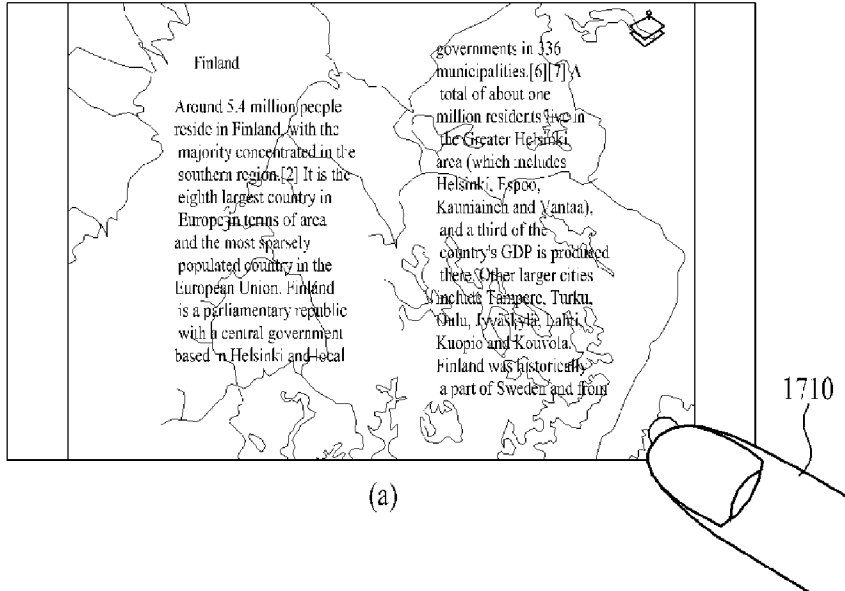 Finland
Around 5.4 million people
reside in Finland, with the
majority concentrated in the
southern region.[2] It is the
eighth largest country in
Europe in terms of area
and the most sparsely
populated country in the
European Union. Finland
is a parliamentary republic
with a central government
based in Helsinki and local
governments in 336
municipalities.[6][7] A
total of about one
million residents live in
the Greater Helsinki
area (which includes
Helsinki, Espoo,
Kauniainen and Vantaa),
and a third of the
country's GDP is produced
there. Other larger cities
include Tampere, Turku,
Oulu, Jyväskylä, Lahti,
Kuopio and Kouvola.
Finland was historically
a part of Sweden and from
1710
(a)